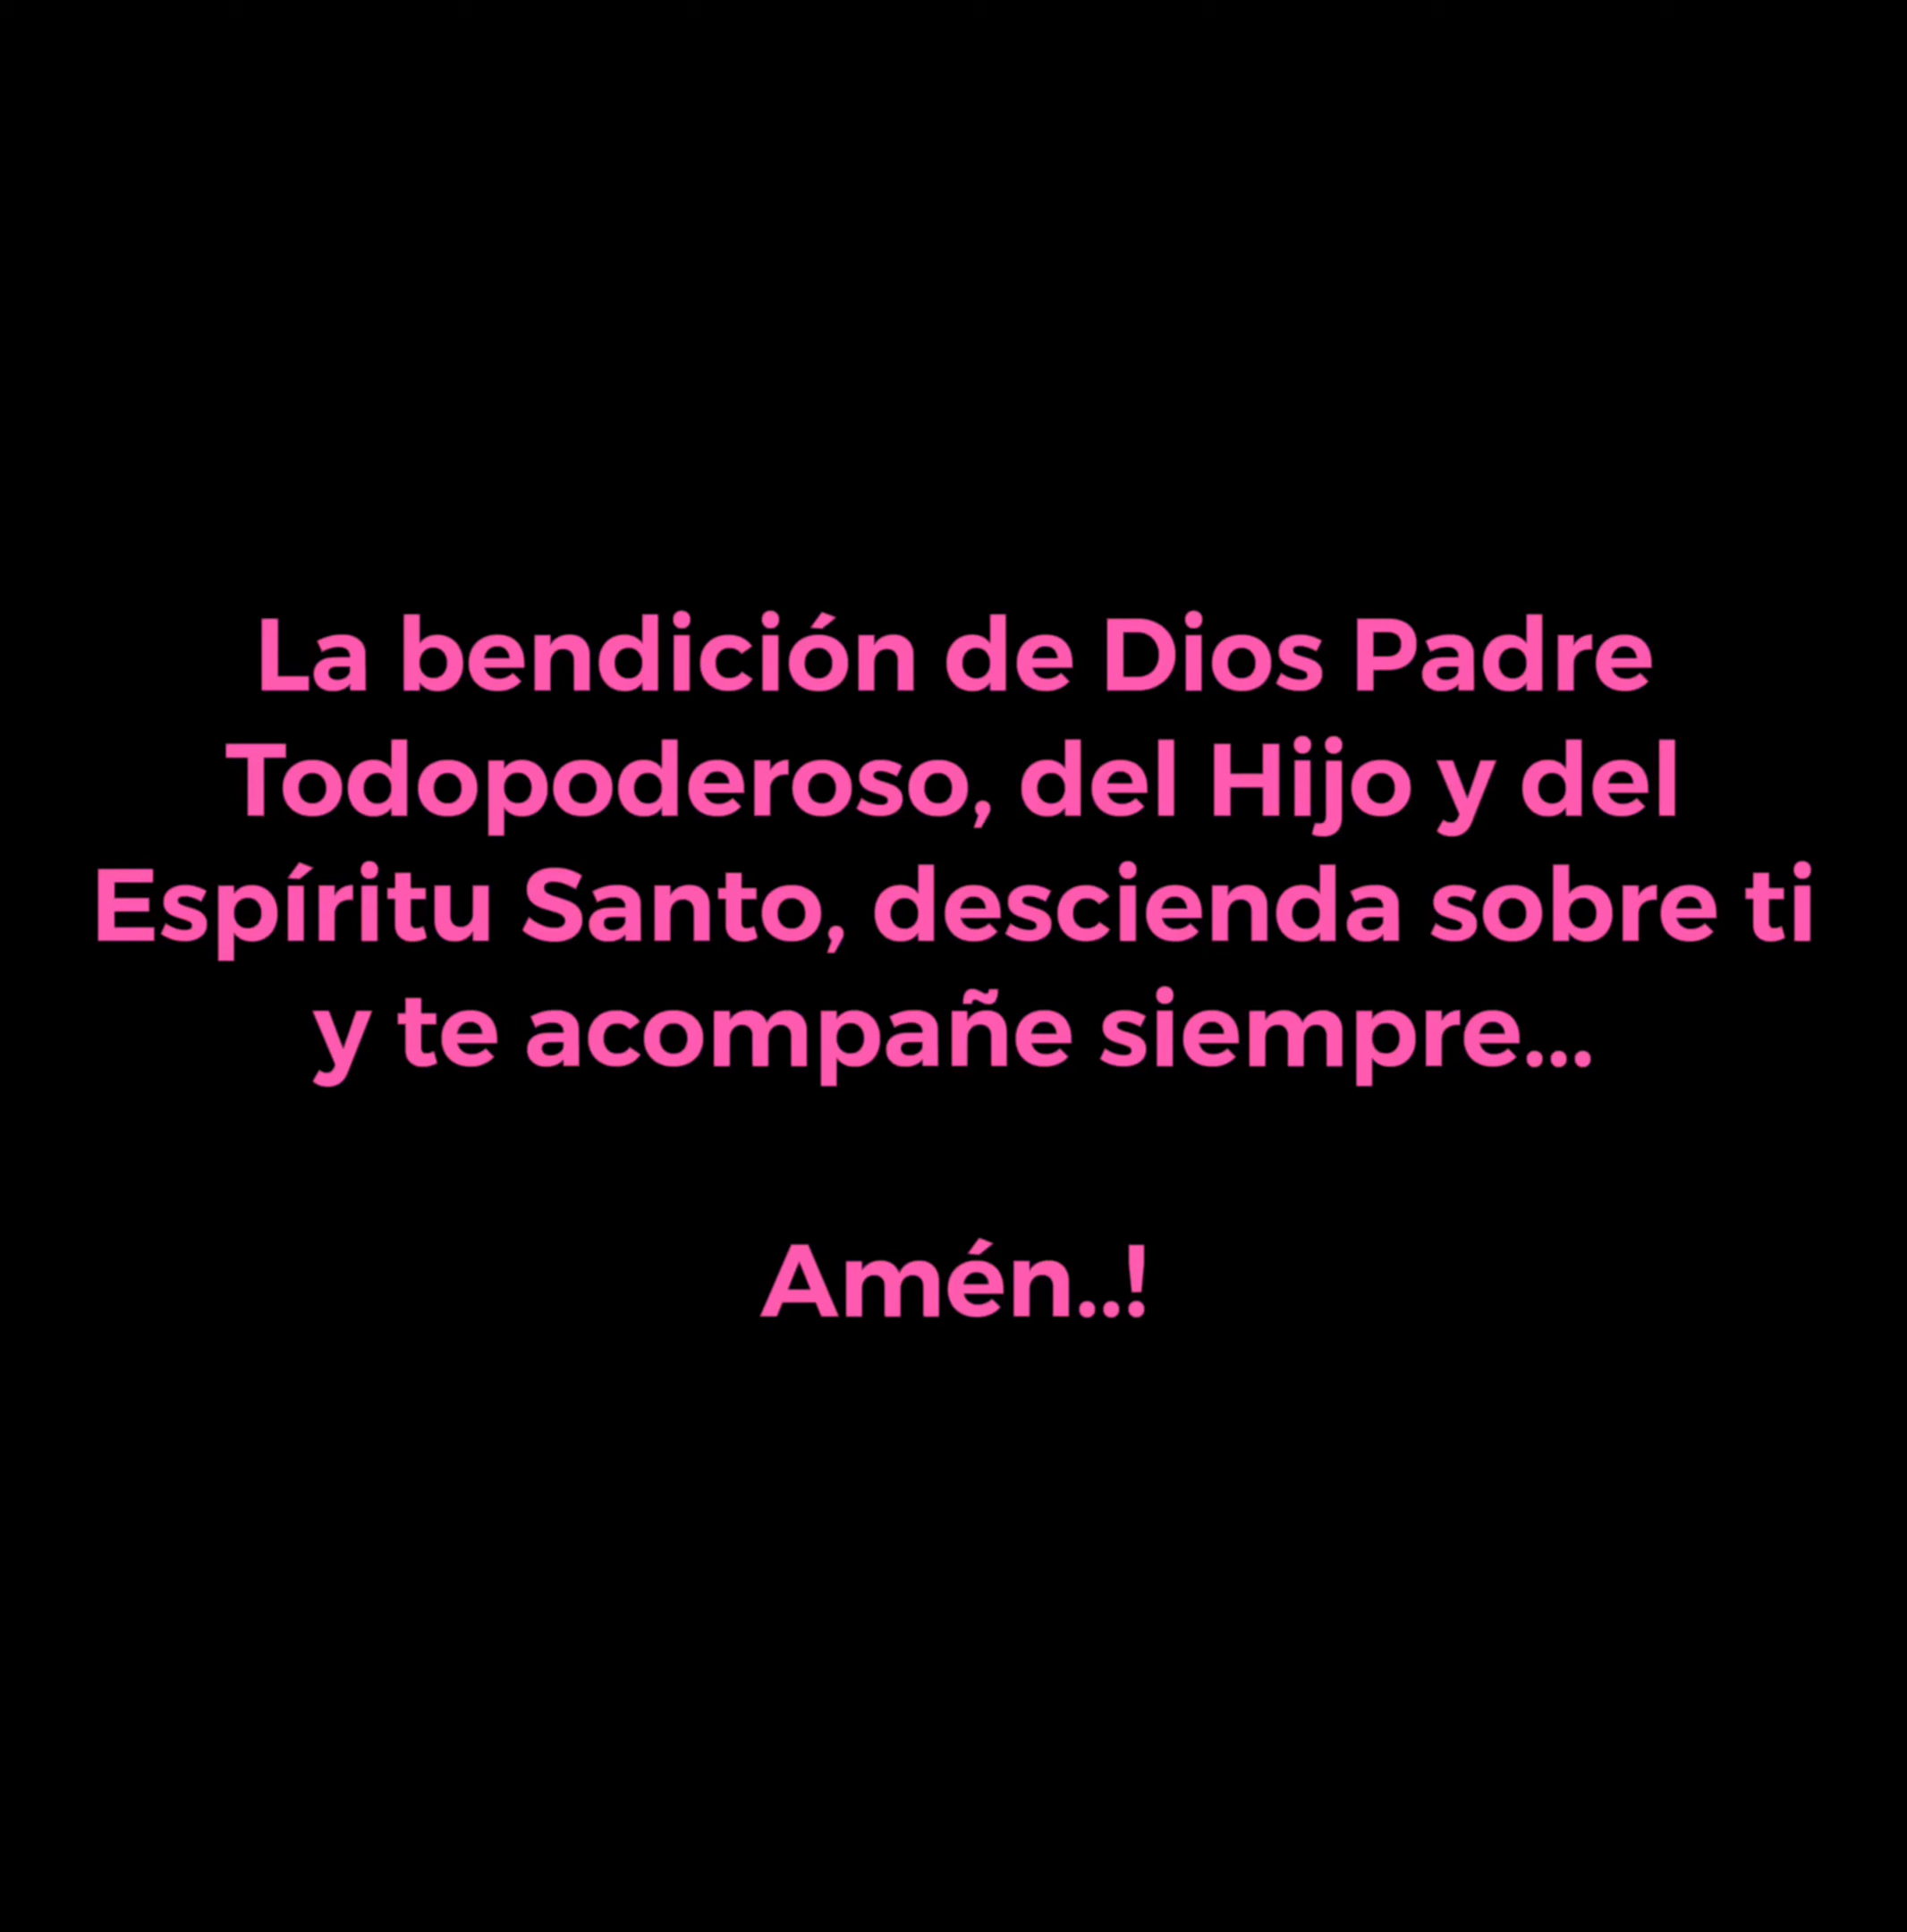 La bendición de Dios Padre
Todopoderoso, del Hijo y del
Espíritu Santo, descienda sobre ti
y te acompañe siempre...
Amén..!